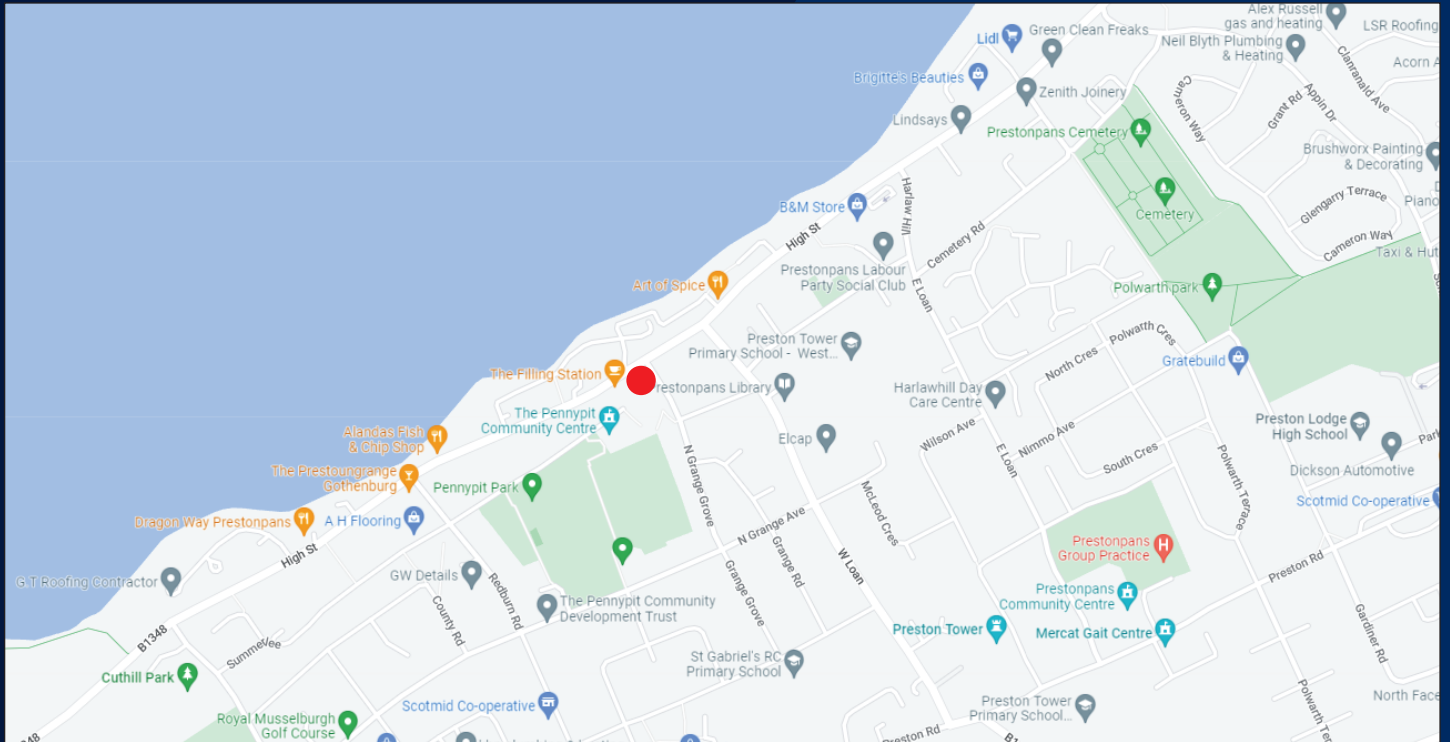 Alex Russell
gas and heating
LSR Roofing
Lidl
Green Clean Freaks
Neil Blyth Plumbing
& Heating
Acorn A
Clanranald Ave
Brigitte's Beauties
Zenith Joinery
Cameron Way
Grant Rd
Appin Dr
Lindsays
Prestonpans Cemetery
Brushworx Painting
& Decorating
Glengarry Terrace
Piano
Harlaw Hill
B&M Store
Cemetery
High St
Cemetery Rd
Cameron Way
Taxi & Hut
Prestonpans Labour
Party Social Club
Art of Spice
E Loan
Polwarth park
Preston Tower
Primary School - West...
Polwarth Cres
North Cres
Gratebuild
The Filling Station
restonpans Library
Harlawhill Day
Care Centre
The Pennypit
Community Centre
Preston Lodge
High School
Alandas Fish
& Chip Shop
Elcap
Wilson Ave
Nimmo Ave
E Loan
South Cres
Park
Dickson Automotive
The Prestoungrange
Gothenburg
Pennypit Park
N Grange Grove
McLeod Cres
Polwarth Terrace
Scotmid Co-operative
Dragon Way Prestonpans
A H Flooring
N Grange Ave
High St
Prestonpans
Group Practice
W Loan
Grange Rd
Preston Rd
G T Roofing Contractor
GW Details
Redburn Rd
Grange Grove
Prestonpans
Community Centre
The Pennypit Community
Development Trust
County Rd
Preston Tower
Mercat Gait Centre
Gardiner Rd
B1348
Summerlee
St Gabriel's RC
Primary School
Cuthill Park
Polwarth Te
North Face
Scotmid Co-operative
Preston Tower
Primary School...
Royal Musselburgh
Golf Course
Preston Rd
B1
348